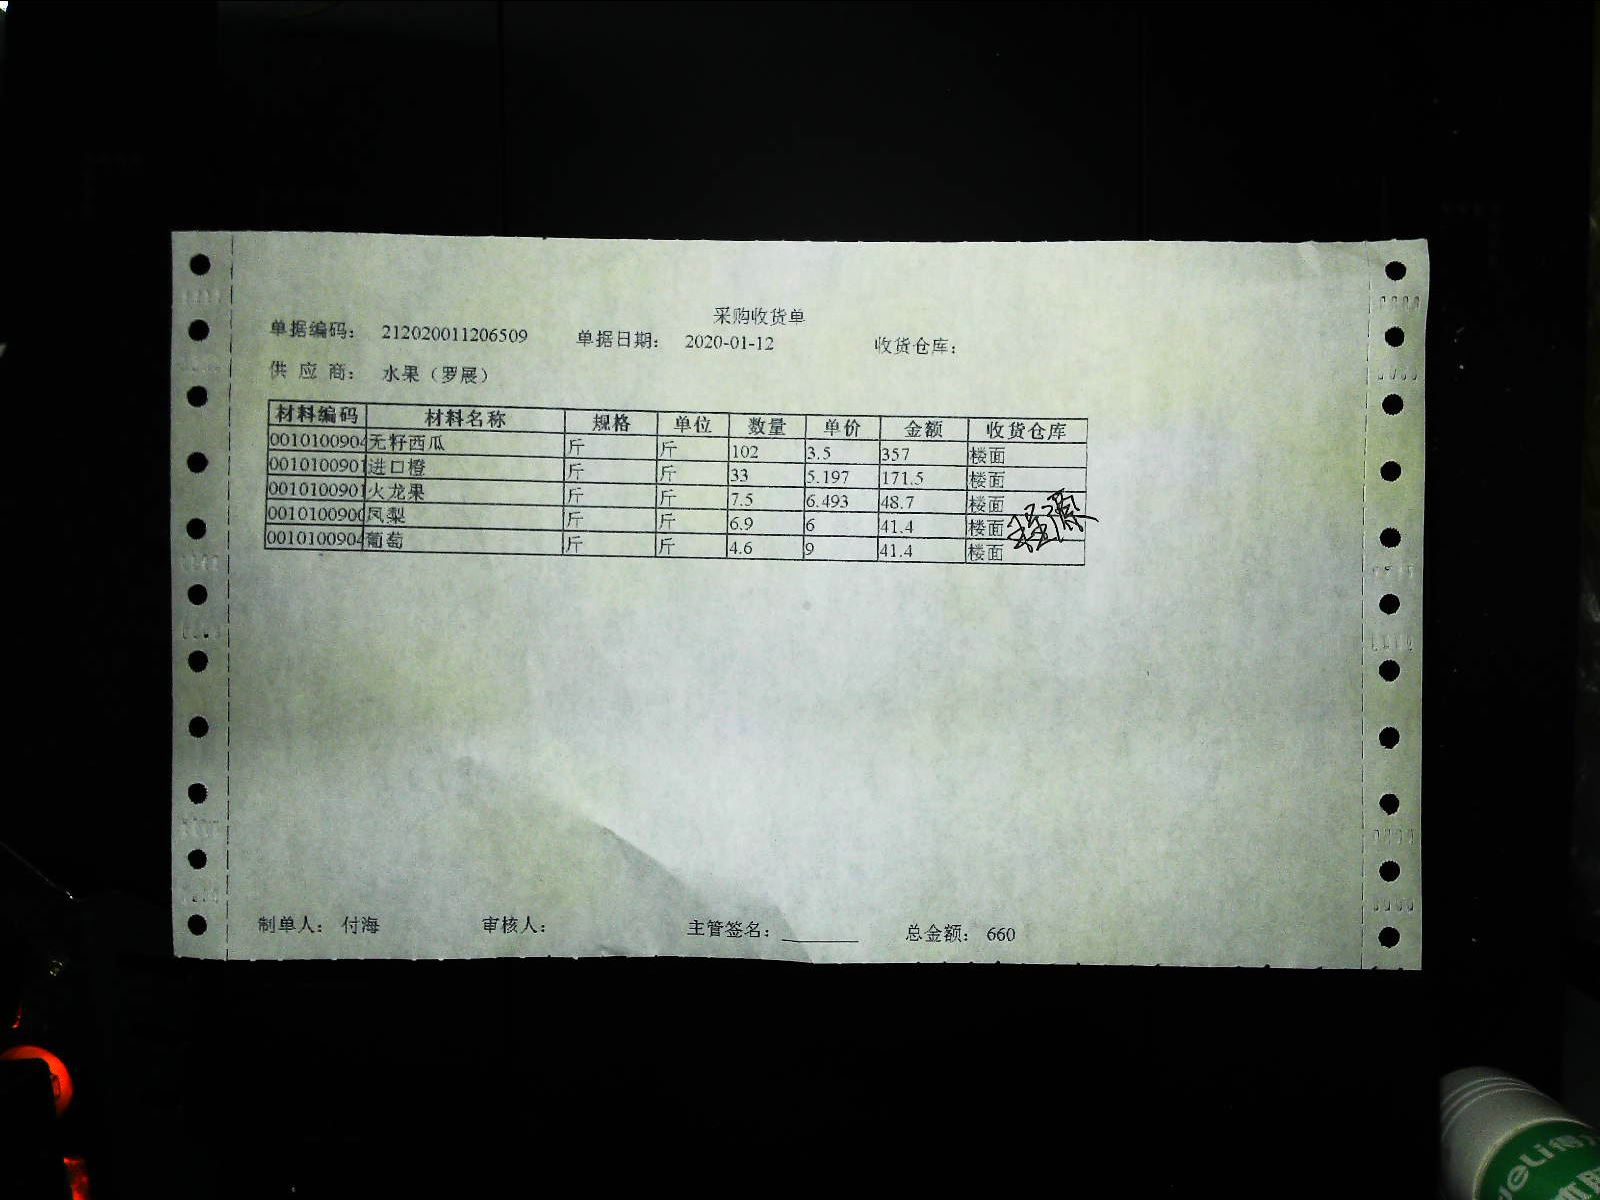 采购收货单
单据编码： 212020011206509 单据日期： 2020-01-12 收货仓库：
供 应 商： 水果（罗展）
材料编码 材料名称 规格 单位 数量 单价 金额 收货仓库
0010100904 无籽西瓜 斤 斤 102 3.5 357 楼面
0010100901 进口橙 斤 斤 33 5.197 171.5 楼面
0010100901 火龙果 斤 斤 7.5 6.493 48.7 楼面
0010100900 凤梨 斤 斤 6.9 6 41.4 楼面
0010100904 葡萄 斤 斤 4.6 9 41.4 楼面
制单人： 付海 审核人： 主管签名： 总金额： 660
deli